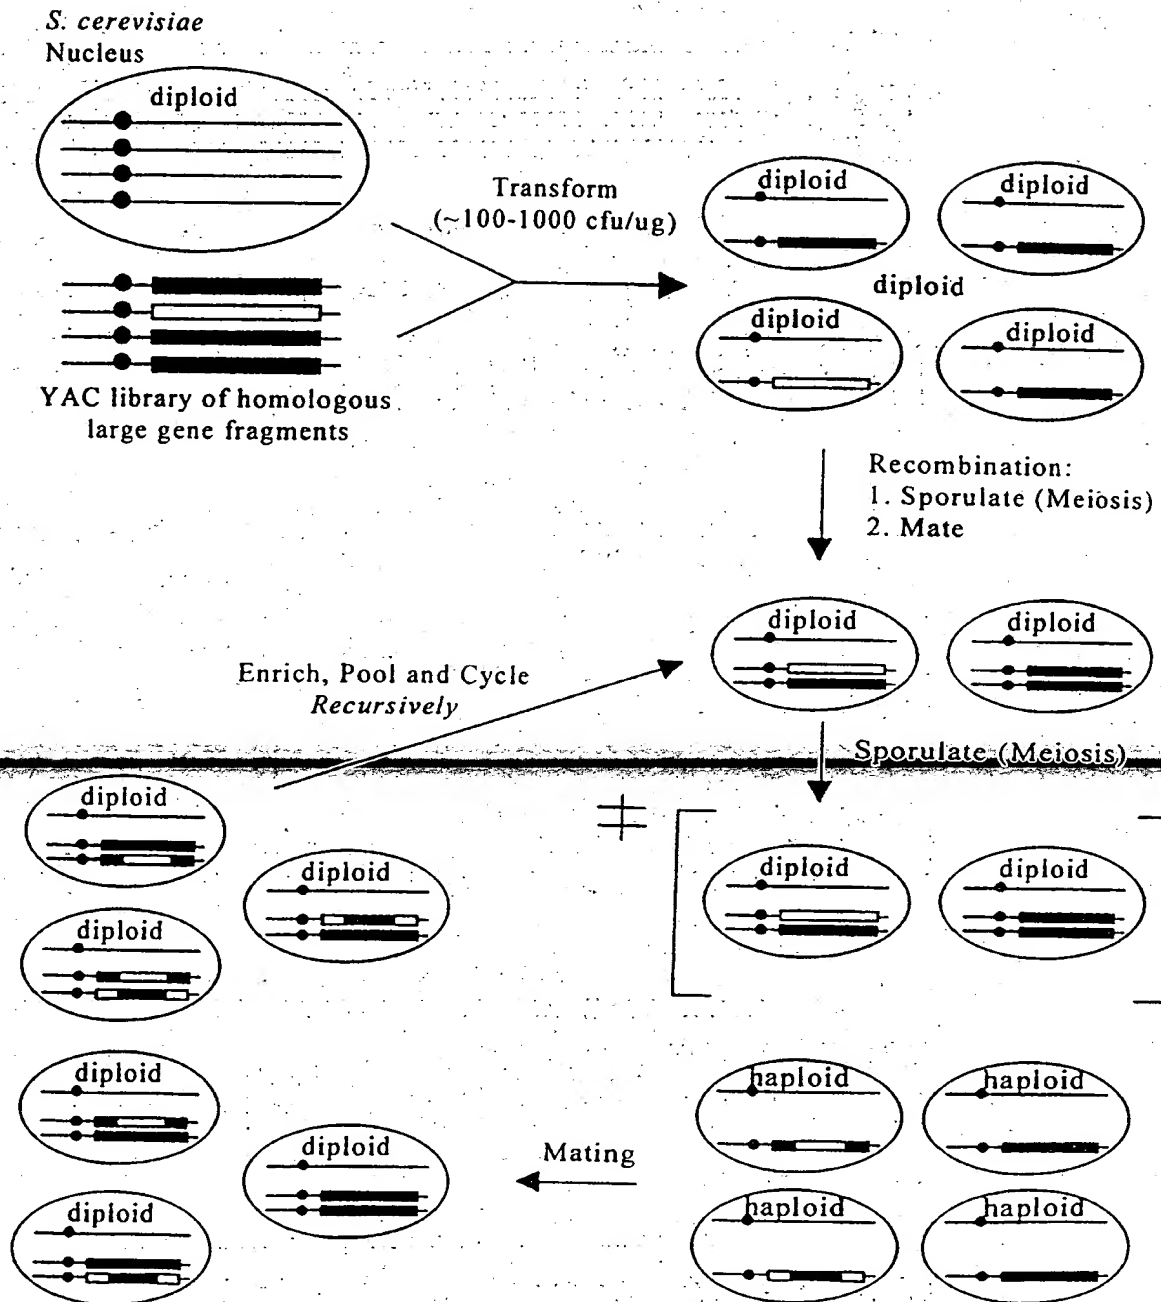 S. cerevisiae
Nucleus
diploid
YAC library of homologous
large gene fragments
Transform
(~100-1000 cfu/ug)
diploid
diploid
diploid
diploid
diploid
Recombination:
1. Sporulate (Meiosis)
2. Mate
diploid
diploid
Enrich, Pool and Cycle
Recursively
Sporulate (Meiosis)
diploid
diploid
diploid
diploid
diploid
diploid
diploid
diploid
haploid
haploid
haploid
haploid
Mating